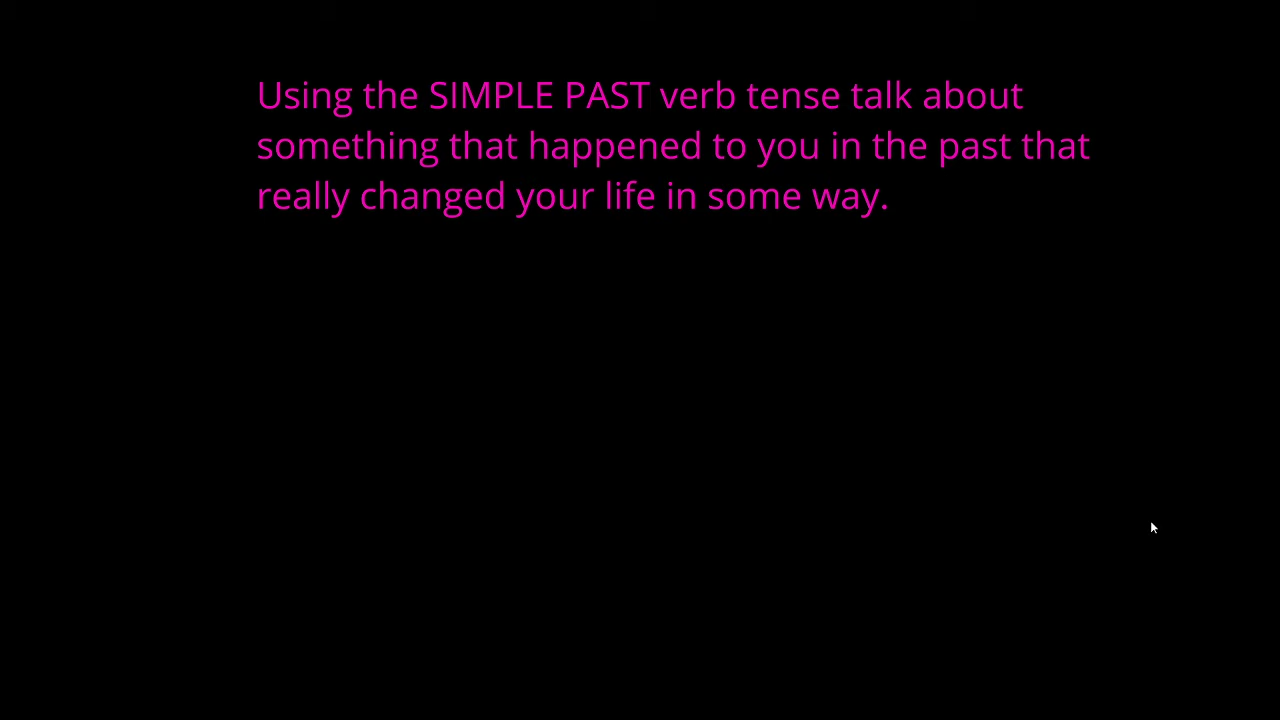 Using the SIMPLE PAST verb tense talk about
something that happened to you in the past that
really changed your life in some way.